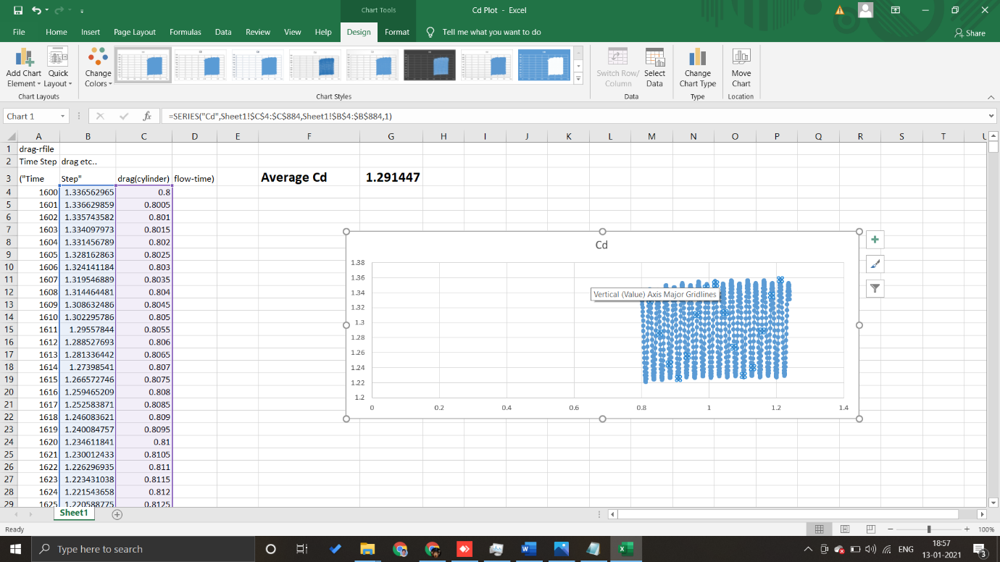 Chart Tools
Cd Plot - Excel
File Home Insert Page Layout Formulas Data Review View Help Design Format Tell me what you want to do Share
Add Chart Element
Quick Layout
Change Colors
Switch Row/ Column
Select Data
Change Chart Type
Move Chart
Chart Layouts
Chart Styles
Data
Type
Location
Chart 1 fx =SERIES("Cd",Sheet1!$C$4:$C$884,Sheet1!$B$4:$B$884,1)
A B C D E F G H I J K L M N O P Q R S T
1 drag-rfile
2 Time Step drag etc..
3 ("Time Step" drag(cylinder) flow-time) Average Cd 1.291447
4 1600 1.336562965 0.8
5 1601 1.336629859 0.8005
6 1602 1.335743582 0.801
7 1603 1.334097973 0.8015
8 1604 1.331456789 0.802
9 1605 1.328162863 0.8025
10 1606 1.324141184 0.803
11 1607 1.319546889 0.8035
12 1608 1.314464481 0.804
13 1609 1.308632486 0.8045
14 1610 1.302295786 0.805
15 1611 1.29557844 0.8055
16 1612 1.288527693 0.806
17 1613 1.281336442 0.8065
18 1614 1.27398541 0.807
19 1615 1.266572746 0.8075
20 1616 1.259465209 0.808
21 1617 1.252583871 0.8085
22 1618 1.246083621 0.809
23 1619 1.240084757 0.8095
24 1620 1.234611841 0.81
25 1621 1.230012433 0.8105
26 1622 1.226296935 0.811
27 1623 1.223431038 0.8115
28 1624 1.221543658 0.812
29 1625 1.220588775 0.8125
Cd
1.38
1.36
1.34
1.32
1.3
1.28
1.26
1.24
1.22
1.2
0 0.2 0.4 0.6 0.8 1 1.2 1.4
Vertical (Value) Axis Major Gridlines
Sheet1
Ready
100%
Type here to search
ENG
18:57
13-01-2021
3